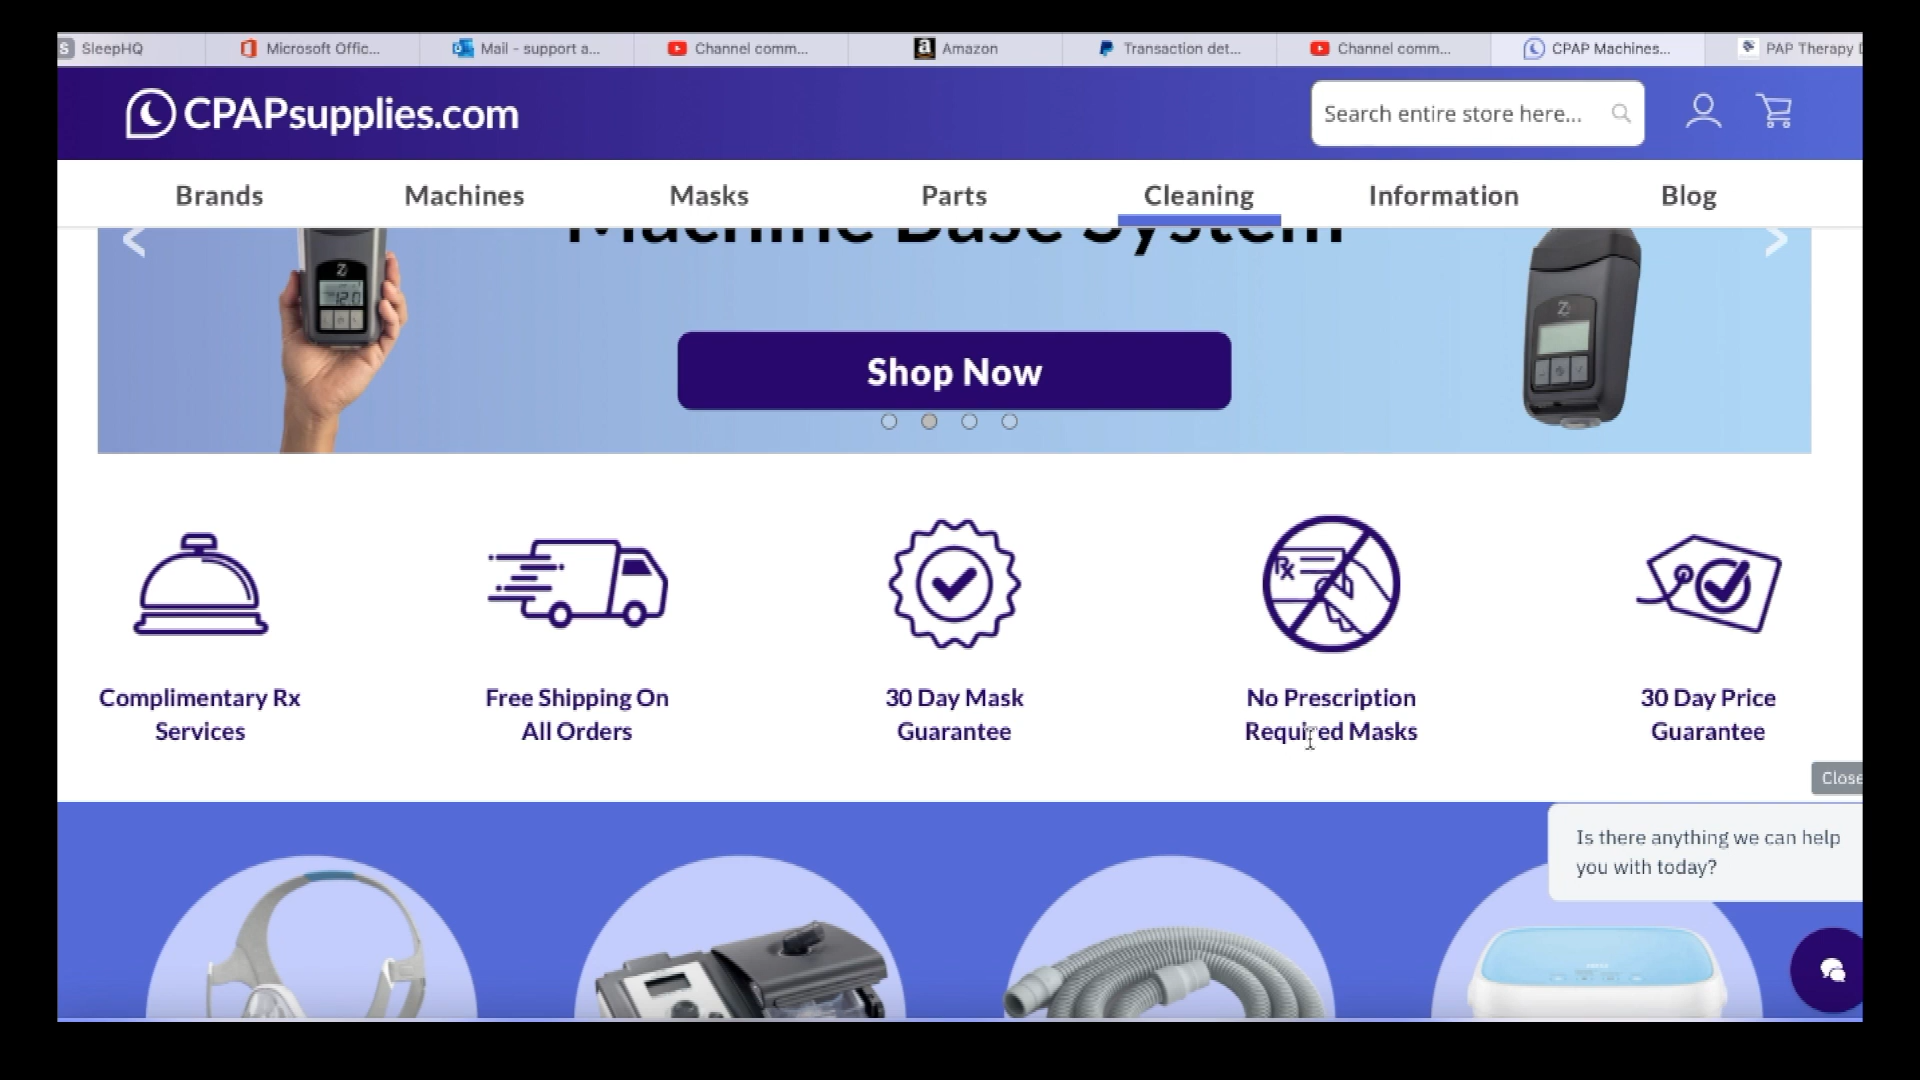 SleepHQ
Microsoft Offic...
Mail - support a...
Channel comm...
Amazon
Transaction det...
Channel comm...
CPAP Machines...
PAP Therapy
CPAPsupplies.com
Search entire store here...
Brands
Machines
Masks
Parts
Cleaning
Information
Blog
Machine Base System
Z
12.0
Z
Shop Now
Rx
Complimentary Rx
Services
Free Shipping On
All Orders
30 Day Mask
Guarantee
No Prescription
Required Masks
30 Day Price
Guarantee
Close
Is there anything we can help
you with today?